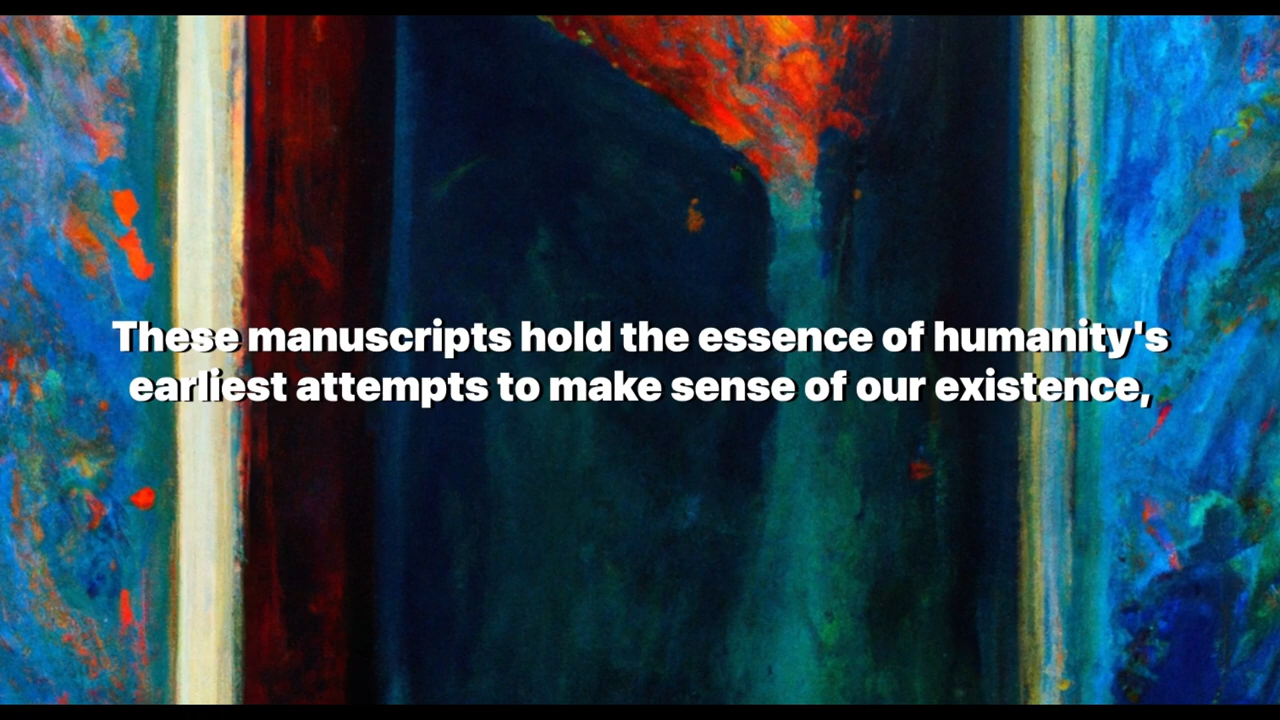 These manuscripts hold the essence of humanity's
earliest attempts to make sense of our existence,